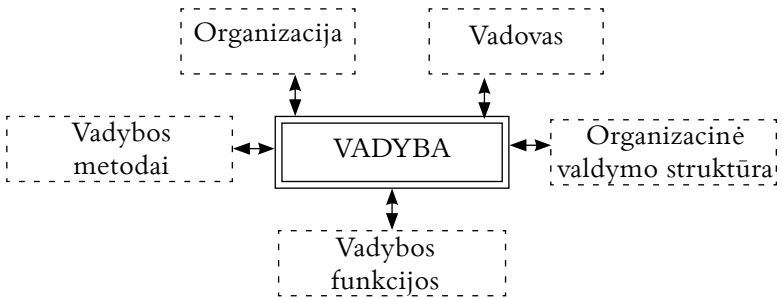 Organizacija
Vadovas
Vadybos
metodai
VADYBA
Organizacinė
valdymo struktūra
Vadybos
funkcijos